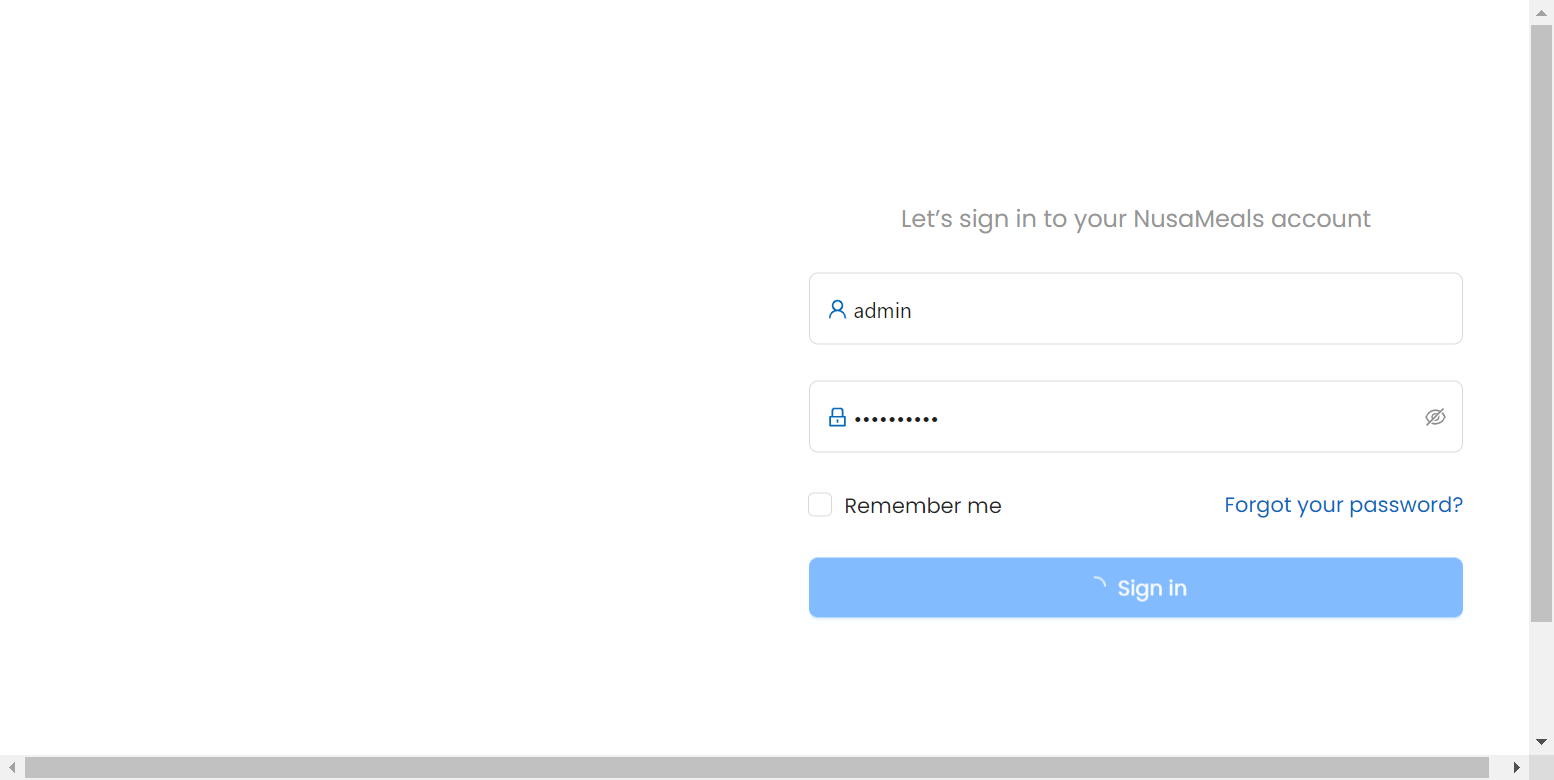 Let’s sign in to your NusaMeals account
admin
••••••••••
Remember me
Forgot your password?
Sign in